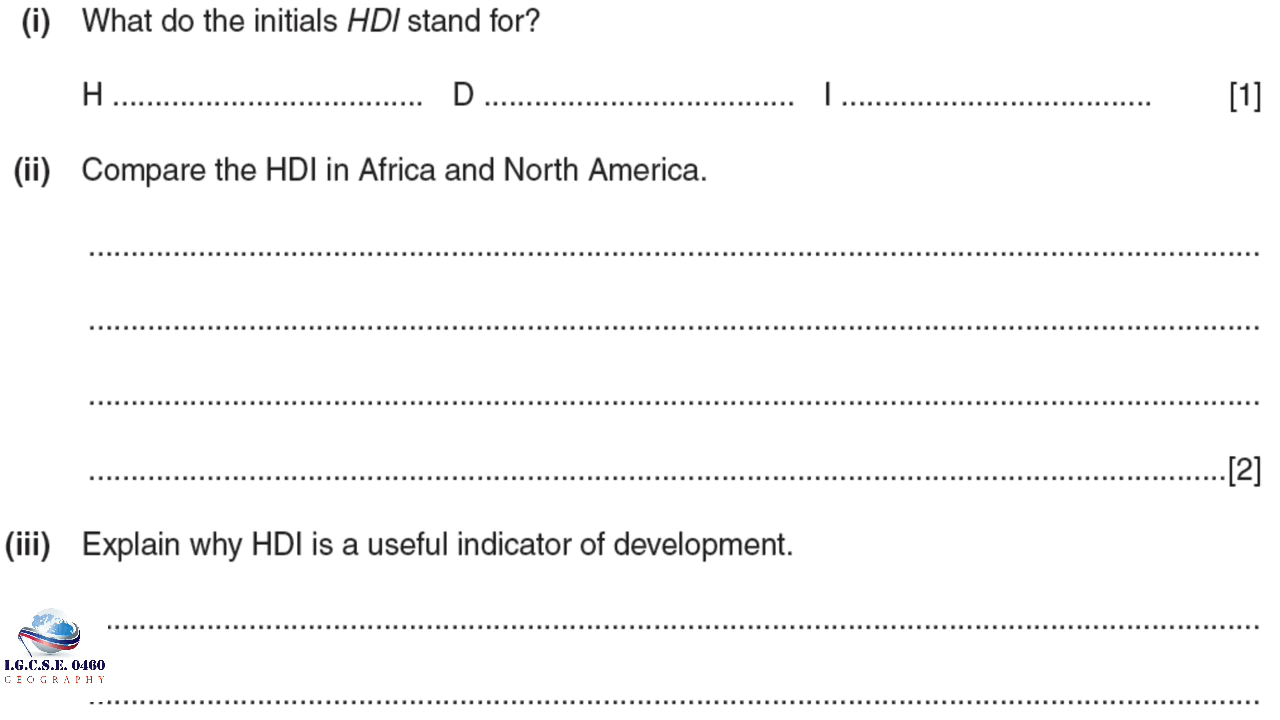 (i) What do the initials HDI stand for?
H ..................................... D ..................................... I ..................................... [1]
(ii) Compare the HDI in Africa and North America.
...........................................................................................................................................
...........................................................................................................................................
...........................................................................................................................................
.......................................................................................................................................[2]
(iii) Explain why HDI is a useful indicator of development.
.........................................................................................................................................
I.G.C.S.E. 0460
GEOGRAPHY
...........................................................................................................................................